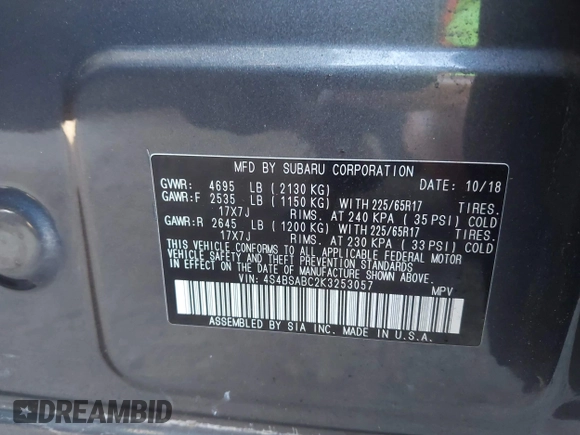 MFD BY SUBARU CORPORATION
GVWR: 4695 LB ( 2130 KG) DATE: 10/18
GAWR:F 2535 LB ( 1150 KG) WITH 225/65R17 TIRES.
17X7J RIMS. AT 240 KPA ( 35 PSI) COLD
GAWR:R 2645 LB ( 1200 KG) WITH 225/65R17 TIRES.
17X7J RIMS. AT 230 KPA ( 33 PSI) COLD
THIS VEHICLE CONFORMS TO ALL APPLICABLE FEDERAL MOTOR
VEHICLE SAFETY, BUMPER, AND THEFT PREVENTION STANDARDS
IN EFFECT ON THE DATE OF MANUFACTURE SHOWN ABOVE.
VIN: 4S4BSABC2K3253057 MPV
ASSEMBLED BY SIA INC. MADE IN U.S.A.
DREAMBID